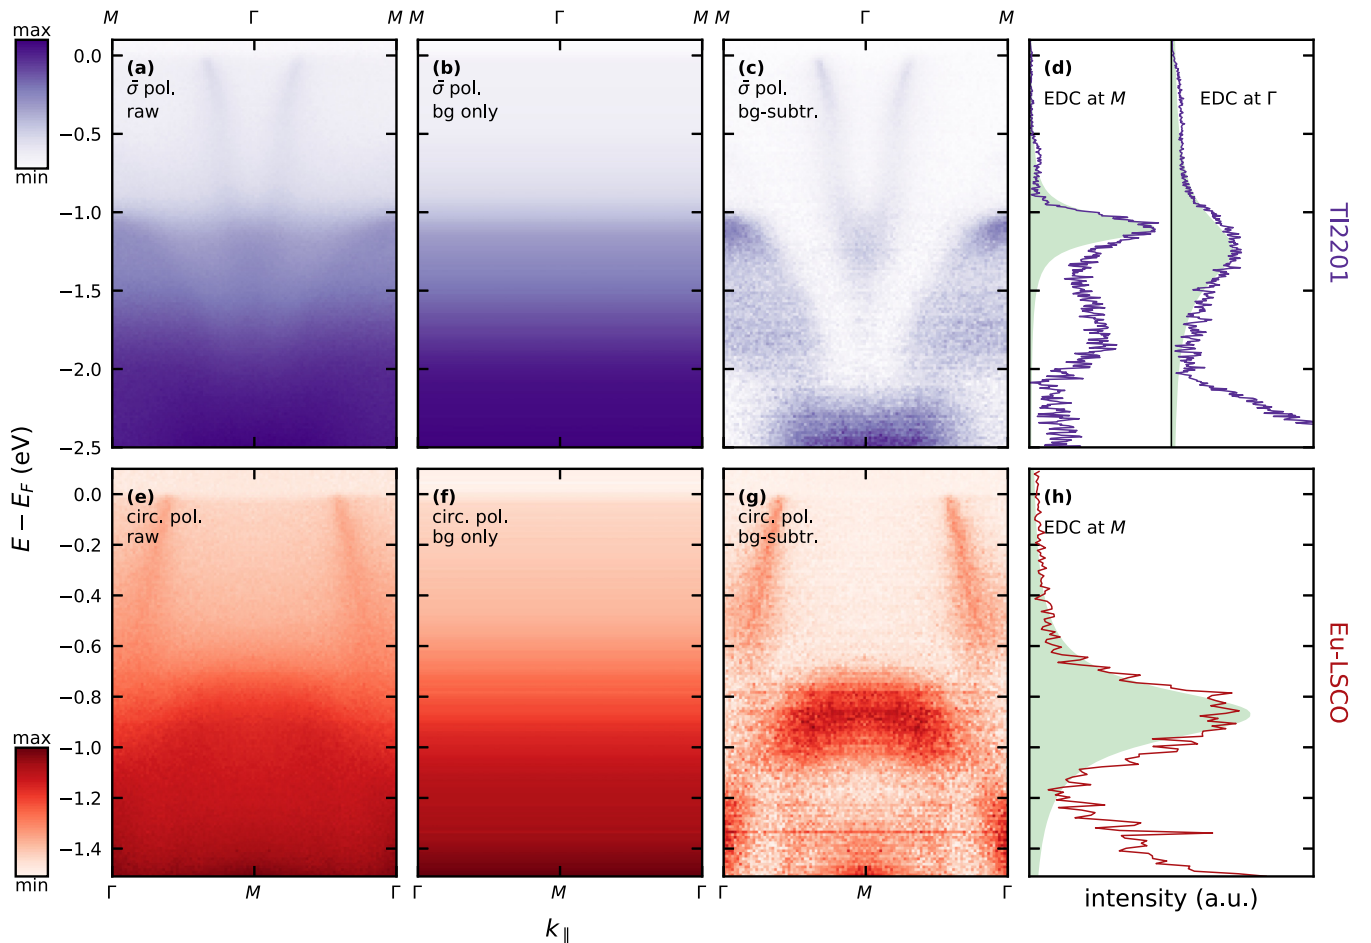 M Γ M M Γ M
max
min
0.0
−0.5
−1.0
−1.5
−2.0
−2.5
(a)
σ̄ pol.
raw
(b)
σ̄ pol.
bg only
(c)
σ̄ pol.
bg-subtr.
(d)
EDC at M
EDC at Γ
Tl2201
E − E_F (eV)
0.0
−0.2
−0.4
−0.6
−0.8
−1.0
−1.2
−1.4
max
min
(e)
circ. pol.
raw
(f)
circ. pol.
bg only
(g)
circ. pol.
bg-subtr.
(h)
EDC at M
Eu-LSCO
Γ M Γ Γ M Γ
k_∥
intensity (a.u.)